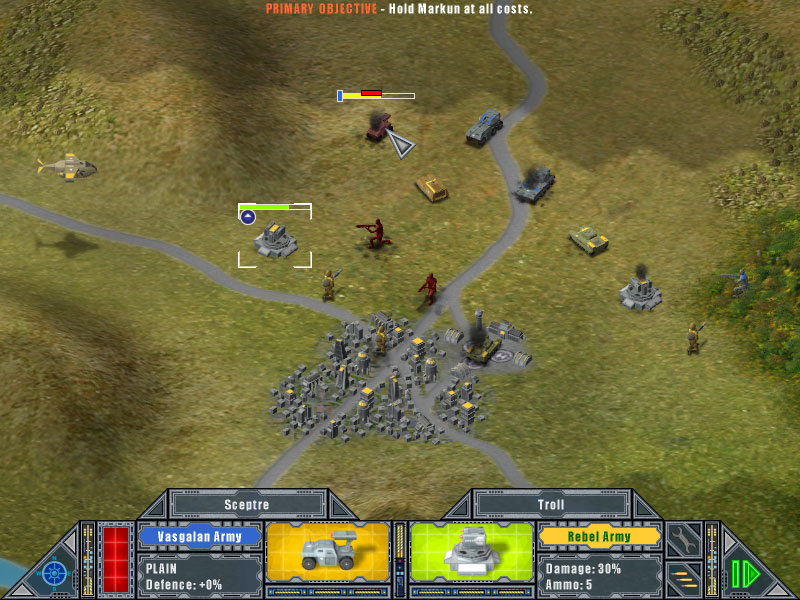 PRIMARY OBJECTIVE - Hold Markun at all costs.
Sceptre
Troll
Vasgalan Army
Rebel Army
PLAIN
Defence: +0%
Damage: 30%
Ammo: 5